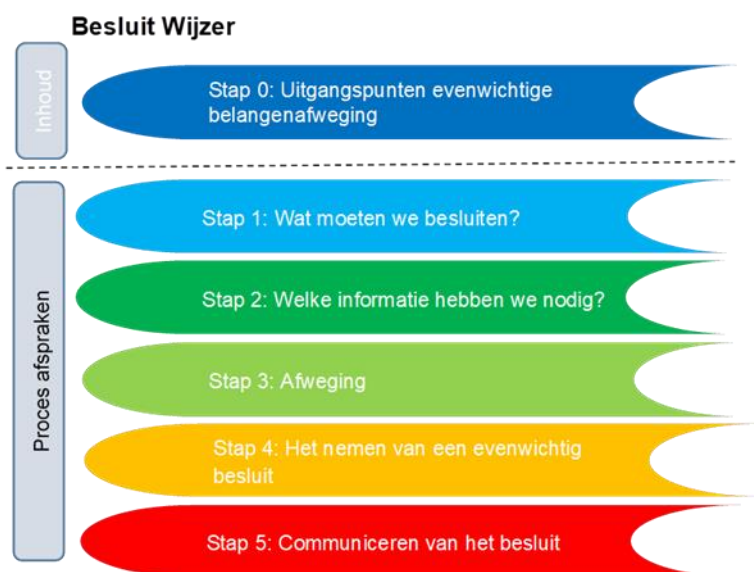 Besluit Wijzer
Inhoud
Stap 0: Uitgangspunten evenwichtige
belangenafweging
Proces afspraken
Stap 1: Wat moeten we besluiten?
Stap 2: Welke informatie hebben we nodig?
Stap 3: Afweging
Stap 4: Het nemen van een evenwichtig
besluit
Stap 5: Communiceren van het besluit